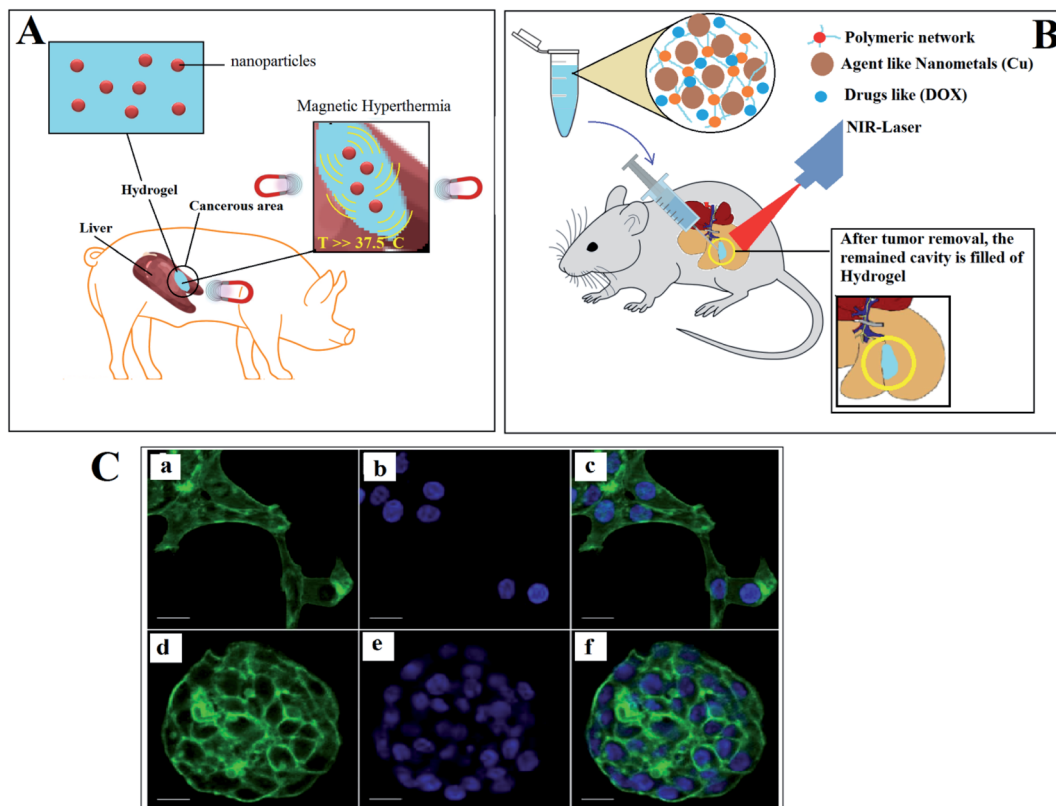 A
nanoparticles
Magnetic Hyperthermia
Hydrogel
Cancerous area
Liver
T >> 37.5 C
B
Polymeric network
Agent like Nanometals (Cu)
Drugs like (DOX)
NIR-Laser
After tumor removal, the
remained cavity is filled of
Hydrogel
C
a
b
c
d
e
f